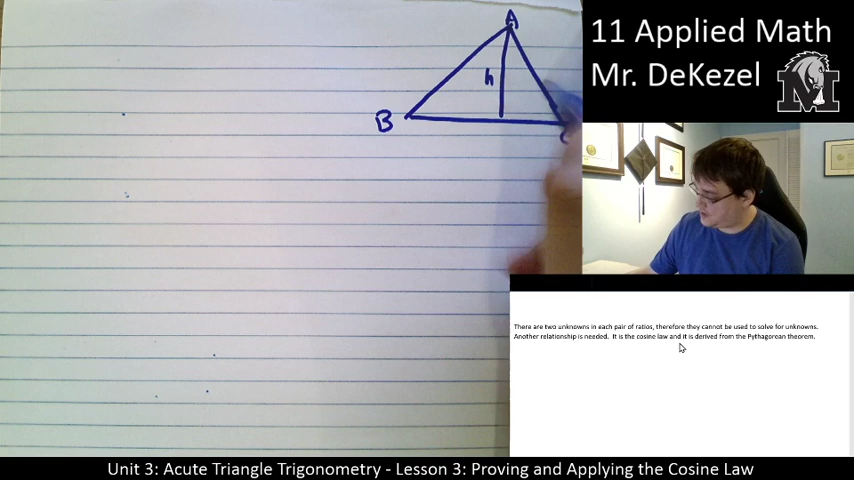 A
h
B
C
11 Applied Math
Mr. DeKezel
M
There are two unknowns in each pair of ratios, therefore they cannot be used to solve for unknowns.
Another relationship is needed. It is the cosine law and it is derived from the Pythagorean theorem.
Unit 3: Acute Triangle Trigonometry - Lesson 3: Proving and Applying the Cosine Law